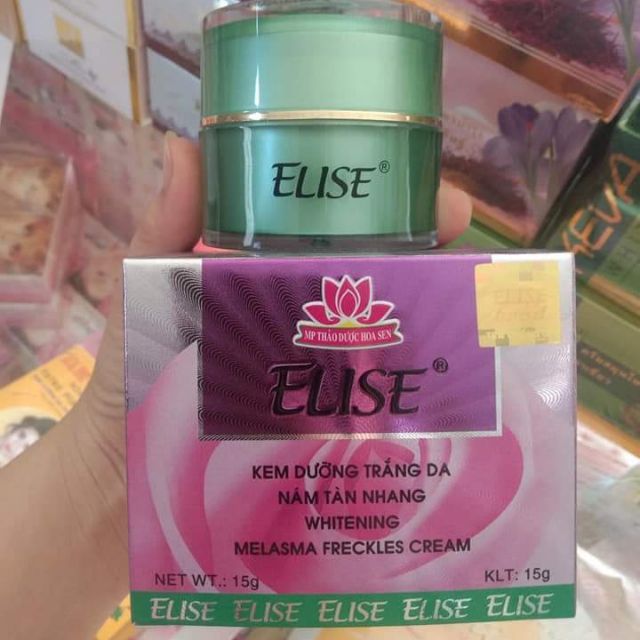 ELISE®
MP THẢO DƯỢC HOA SEN
ELISE®
KEM DƯỠNG TRẮNG DA
NÁM TÀN NHANG
WHITENING
MELASMA FRECKLES CREAM
NET WT.: 15g
KLT: 15g
ELISE ELISE ELISE ELISE ELISE